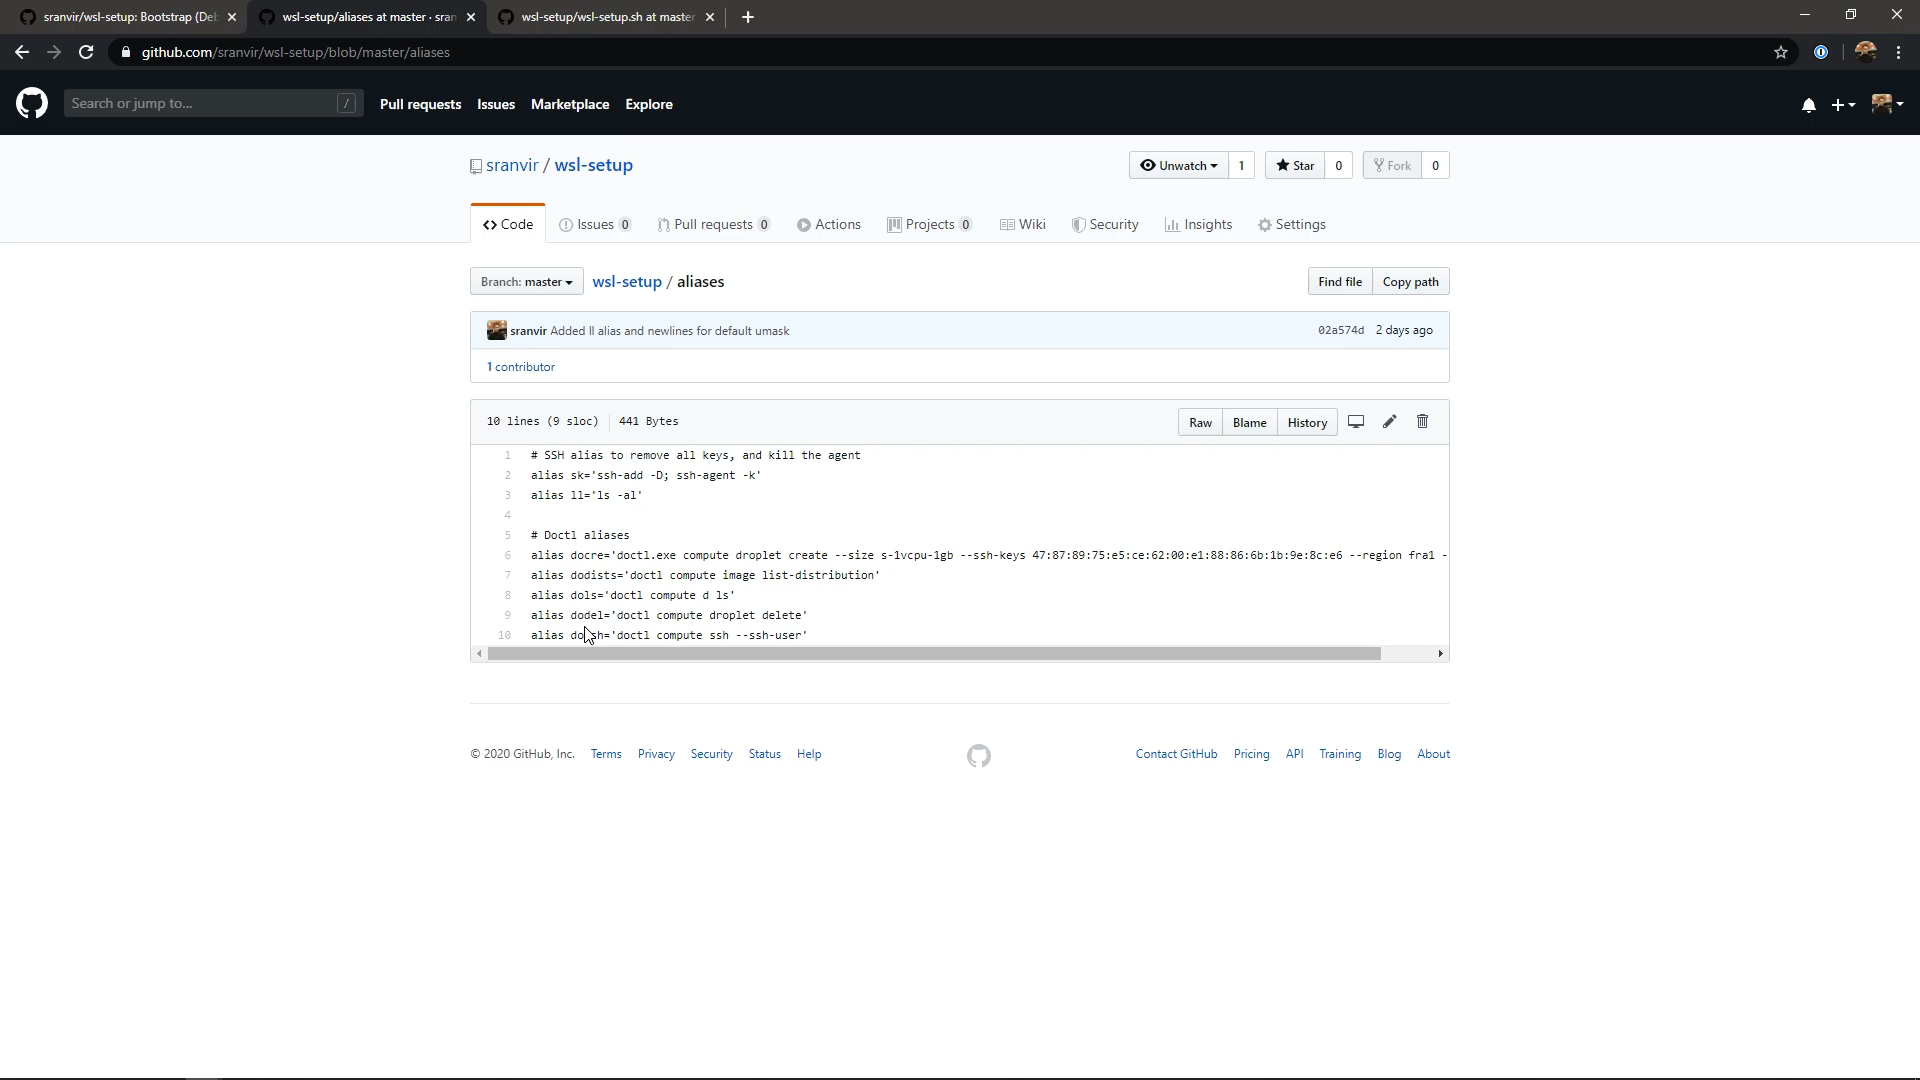 sranvir/wsl-setup: Bootstrap (Deb
wsl-setup/aliases at master · sran
wsl-setup/wsl-setup.sh at master
github.com/sranvir/wsl-setup/blob/master/aliases
Search or jump to... /
Pull requests Issues Marketplace Explore
sranvir / wsl-setup
Unwatch 1 Star 0 Fork 0
Code Issues 0 Pull requests 0 Actions Projects 0 Wiki Security Insights Settings
Branch: master wsl-setup / aliases Find file Copy path
sranvir Added ll alias and newlines for default umask 02a574d 2 days ago
1 contributor
10 lines (9 sloc) 441 Bytes Raw Blame History
1 # SSH alias to remove all keys, and kill the agent
2 alias sk='ssh-add -D; ssh-agent -k'
3 alias ll='ls -al'
4
5 # Doctl aliases
6 alias docre='doctl.exe compute droplet create --size s-1vcpu-1gb --ssh-keys 47:87:89:75:e5:ce:62:00:e1:88:86:6b:1b:9e:8c:e6 --region fra1 -
7 alias dodists='doctl compute image list-distribution'
8 alias dols='doctl compute d ls'
9 alias dodel='doctl compute droplet delete'
10 alias ='doctl compute ssh --ssh-user'
© 2020 GitHub, Inc. Terms Privacy Security Status Help
Contact GitHub Pricing API Training Blog About